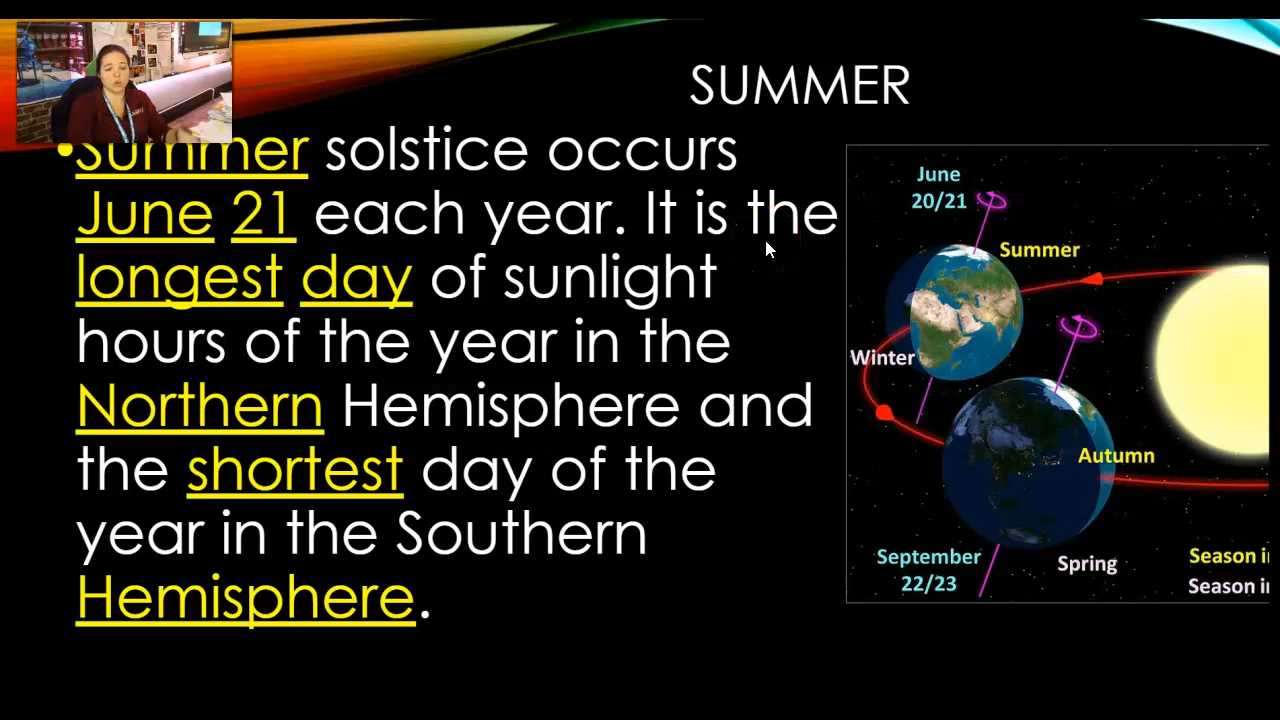 SUMMER
•Summer solstice occurs
June 21 each year. It is the
longest day of sunlight
hours of the year in the
Northern Hemisphere and
the shortest day of the
year in the Southern
Hemisphere.
June
20/21
Summer
Winter
Autumn
September
22/23
Spring
Season i
Season i